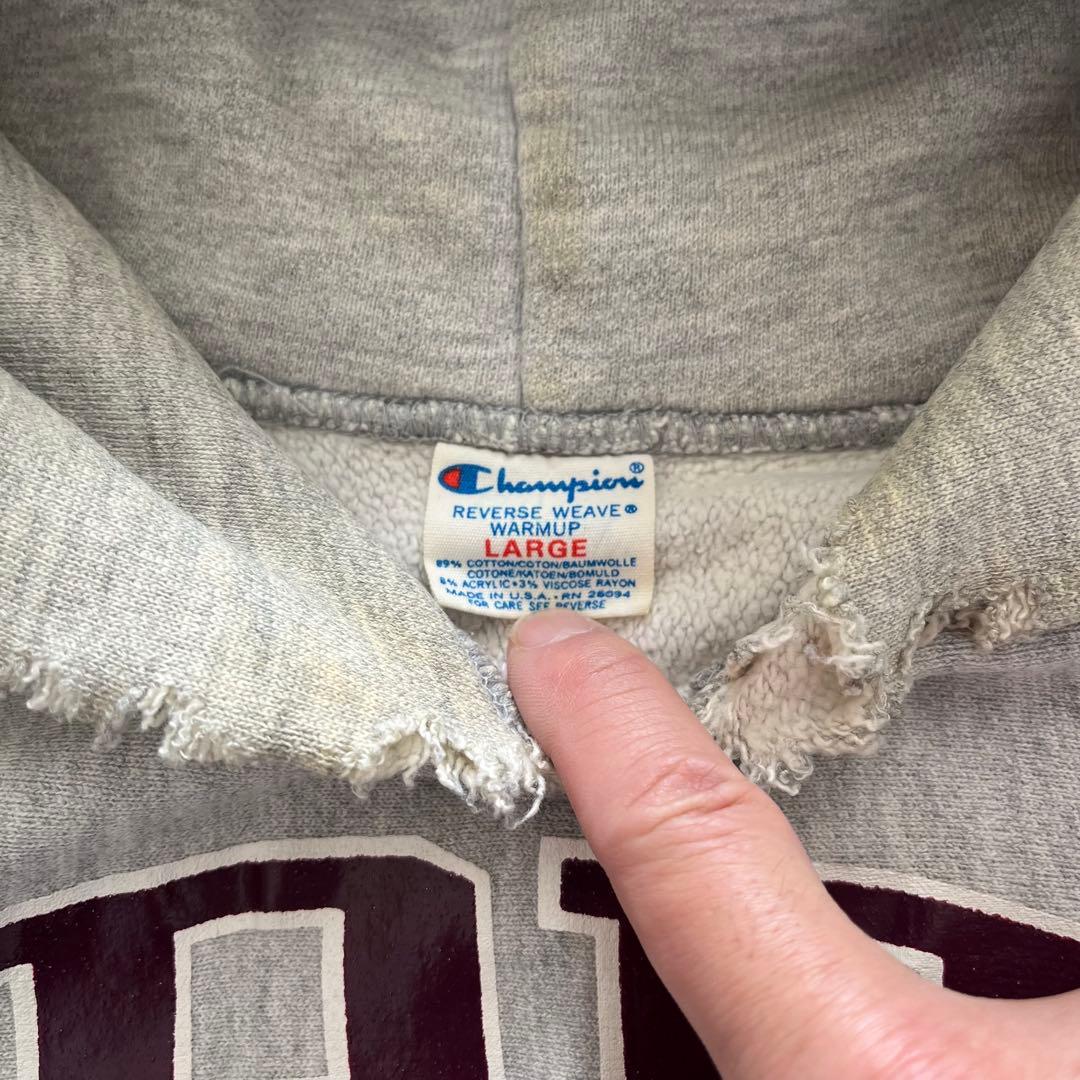 Champion®
REVERSE WEAVE®
WARMUP
LARGE
89% COTTON/COTON/BAUMWOLLE
COTONE/KATOEN/BOMULD
8% ACRYLIC•3% VISCOSE RAYON
MADE IN U.S.A. • RN 26094
FOR CARE SEE REVERSE